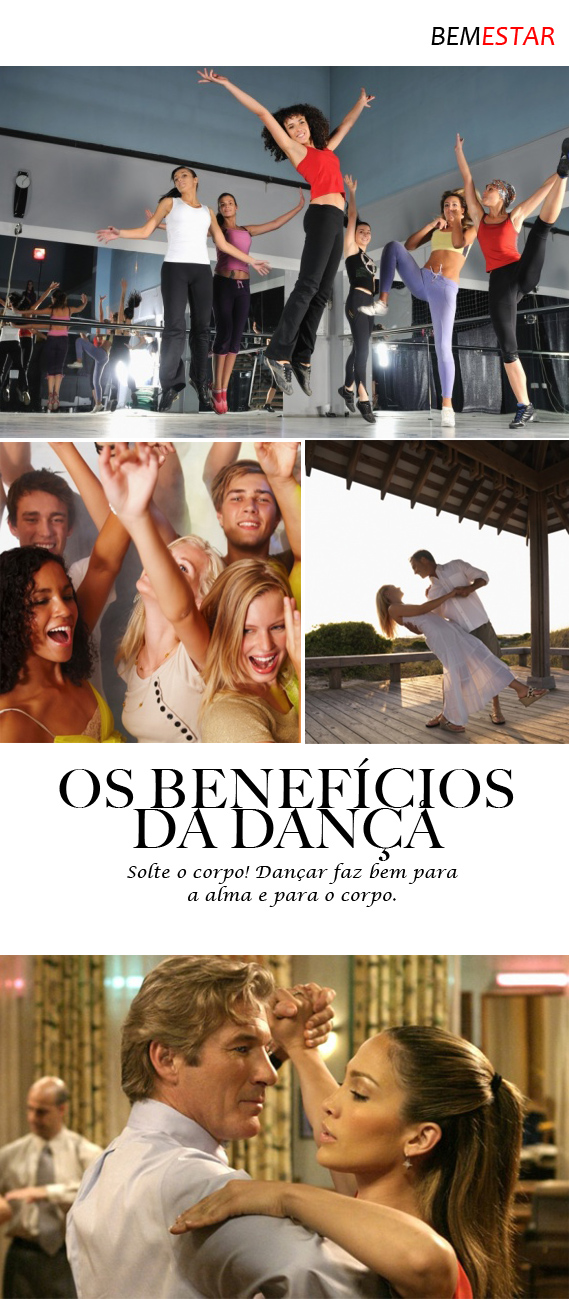 BEMESTAR
OS BENEFÍCIOS
DA DANÇA
Solte o corpo! Dançar faz bem para
a alma e para o corpo.